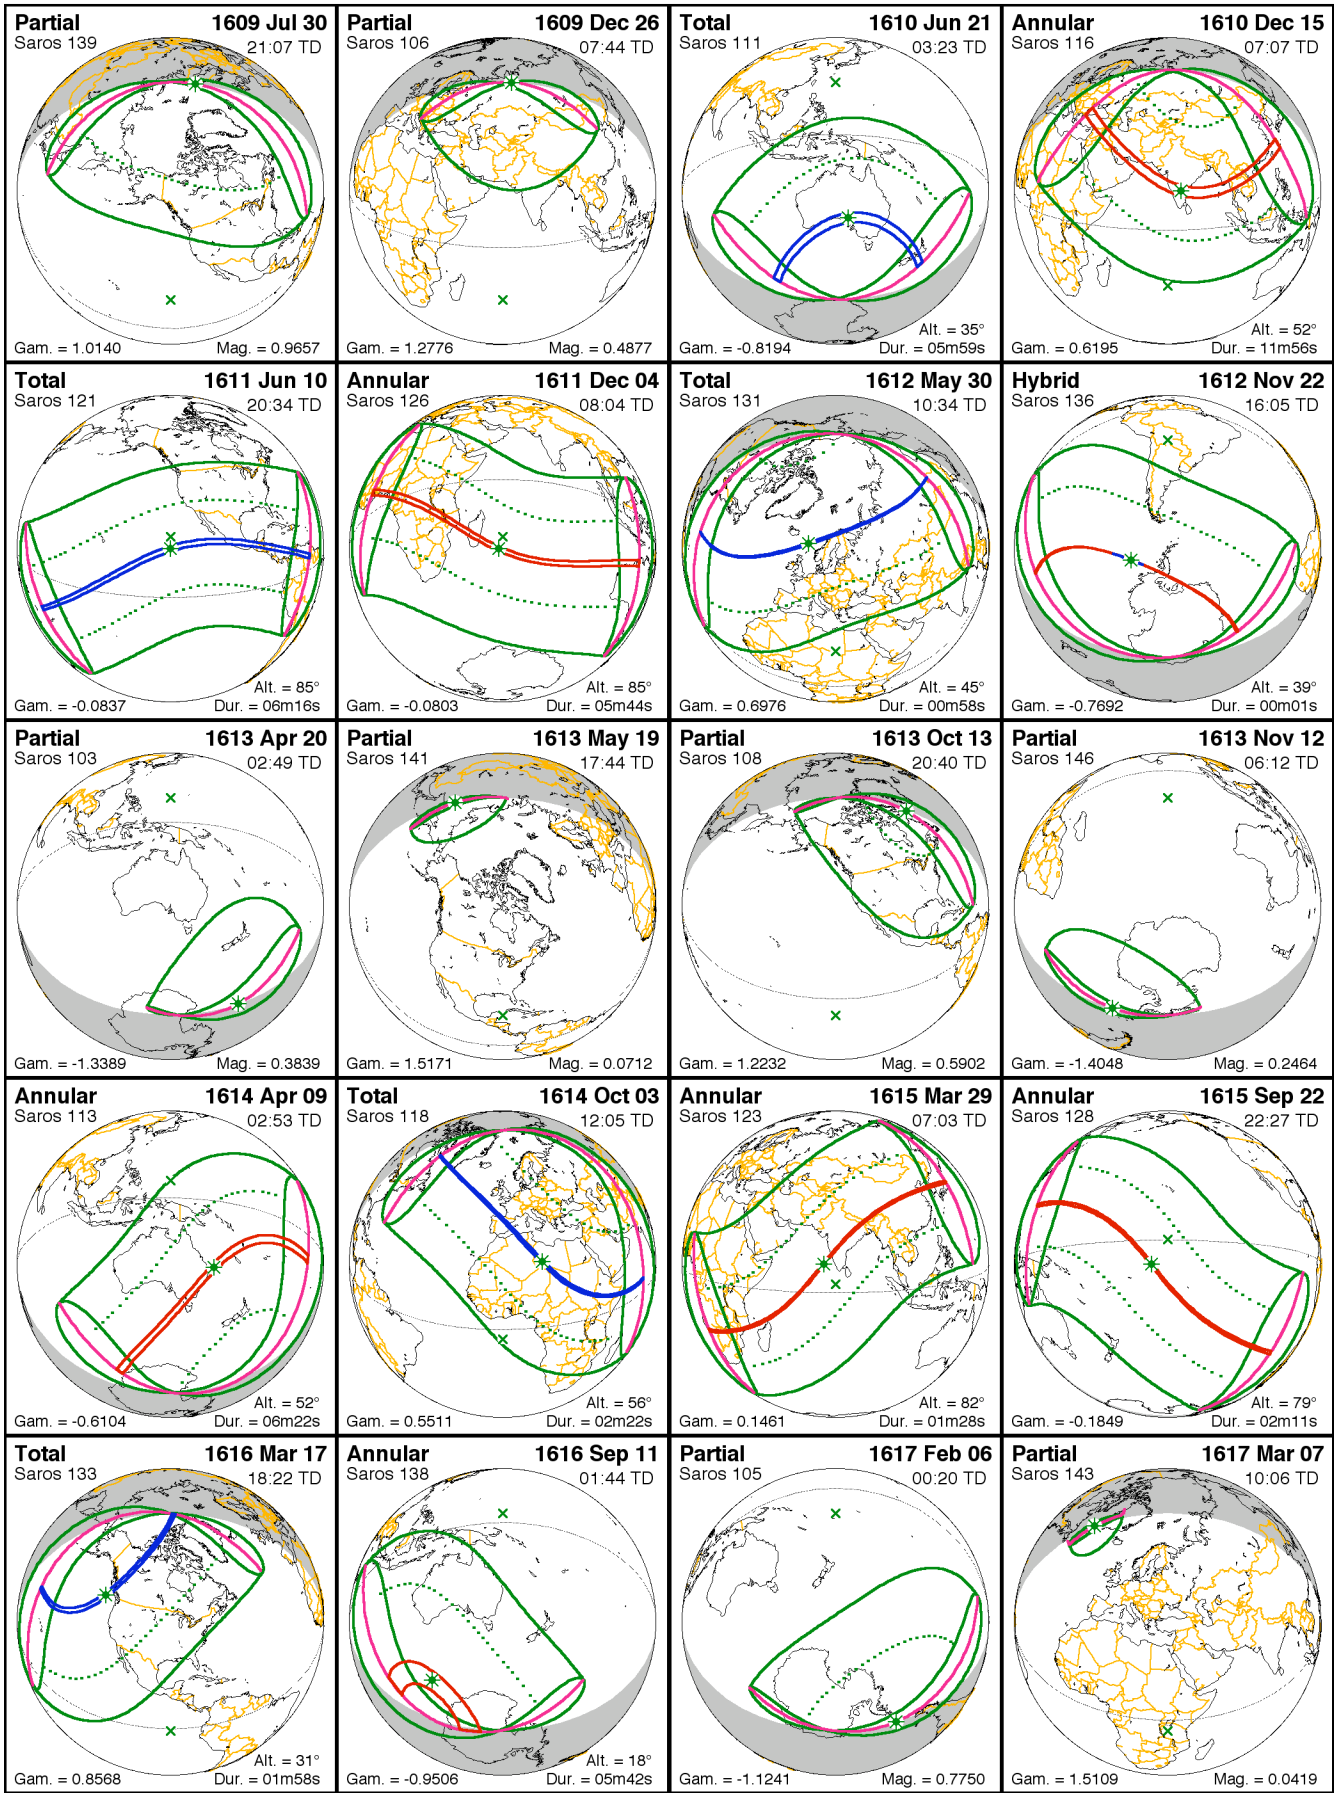 Partial 1609 Jul 30
Saros 139 21:07 TD
Gam. = 1.0140 Mag. = 0.9657
Partial 1609 Dec 26
Saros 106 07:44 TD
Gam. = 1.2776 Mag. = 0.4877
Total 1610 Jun 21
Saros 111 03:23 TD
Alt. = 35°
Gam. = -0.8194 Dur. = 05m59s
Annular 1610 Dec 15
Saros 116 07:07 TD
Alt. = 52°
Gam. = 0.6195 Dur. = 11m56s
Total 1611 Jun 10
Saros 121 20:34 TD
Alt. = 85°
Gam. = -0.0837 Dur. = 06m16s
Annular 1611 Dec 04
Saros 126 08:04 TD
Alt. = 85°
Gam. = -0.0803 Dur. = 05m44s
Total 1612 May 30
Saros 131 10:34 TD
Alt. = 45°
Gam. = 0.6976 Dur. = 00m58s
Hybrid 1612 Nov 22
Saros 136 16:05 TD
Alt. = 39°
Gam. = -0.7692 Dur. = 00m01s
Partial 1613 Apr 20
Saros 103 02:49 TD
Gam. = -1.3389 Mag. = 0.3839
Partial 1613 May 19
Saros 141 17:44 TD
Gam. = 1.5171 Mag. = 0.0712
Partial 1613 Oct 13
Saros 108 20:40 TD
Gam. = 1.2232 Mag. = 0.5902
Partial 1613 Nov 12
Saros 146 06:12 TD
Gam. = -1.4048 Mag. = 0.2464
Annular 1614 Apr 09
Saros 113 02:53 TD
Alt. = 52°
Gam. = -0.6104 Dur. = 06m22s
Total 1614 Oct 03
Saros 118 12:05 TD
Alt. = 56°
Gam. = 0.5511 Dur. = 02m22s
Annular 1615 Mar 29
Saros 123 07:03 TD
Alt. = 82°
Gam. = 0.1461 Dur. = 01m28s
Annular 1615 Sep 22
Saros 128 22:27 TD
Alt. = 79°
Gam. = -0.1849 Dur. = 02m11s
Total 1616 Mar 17
Saros 133 18:22 TD
Alt. = 31°
Gam. = 0.8568 Dur. = 01m58s
Annular 1616 Sep 11
Saros 138 01:44 TD
Alt. = 18°
Gam. = -0.9506 Dur. = 05m42s
Partial 1617 Feb 06
Saros 105 00:20 TD
Gam. = -1.1241 Mag. = 0.7750
Partial 1617 Mar 07
Saros 143 10:06 TD
Gam. = 1.5109 Mag. = 0.0419